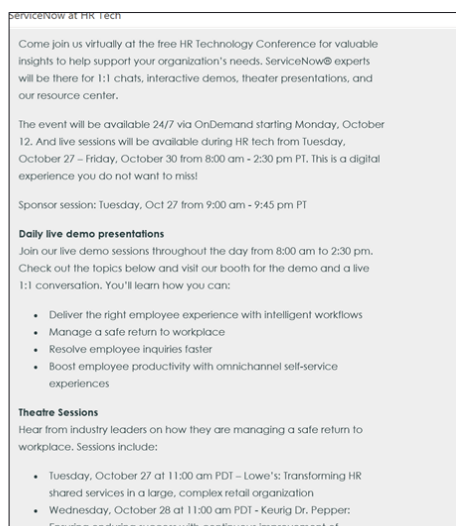 ServiceNow at HR Tech
Come join us virtually at the free HR Technology Conference for valuable
insights to help support your organization's needs. ServiceNow® experts
will be there for 1:1 chats, interactive demos, theater presentations, and
our resource center.
The event will be available 24/7 via OnDemand starting Monday, October
12. And live sessions will be available during HR tech from Tuesday,
October 27 – Friday, October 30 from 8:00 am - 2:30 pm PT. This is a digital
experience you do not want to miss!
Sponsor session: Tuesday, Oct 27 from 9:00 am - 9:45 pm PT
Daily live demo presentations
Join our live demo sessions throughout the day from 8:00 am to 2:30 pm.
Check out the topics below and visit our booth for the demo and a live
1:1 conversation. You'll learn how you can:
• Deliver the right employee experience with intelligent workflows
• Manage a safe return to workplace
• Resolve employee inquiries faster
• Boost employee productivity with omnichannel self-service
experiences
Theatre Sessions
Hear from industry leaders on how they are managing a safe return to
workplace. Sessions include:
• Tuesday, October 27 at 11:00 am PDT – Lowe's: Transforming HR
shared services in a large, complex retail organization
• Wednesday, October 28 at 11:00 am PDT - Keurig Dr. Pepper:
Ensuring enduring success with continuous improvement of